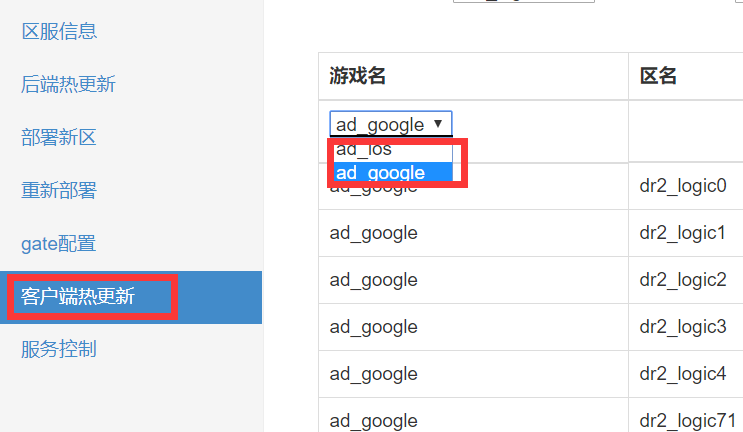 区服信息
后端热更新
部署新区
重新部署
gate配置
客户端热更新
服务控制
游戏名 区名
ad_google
ad_ios
ad_google
ad_google dr2_logic0
ad_google dr2_logic1
ad_google dr2_logic2
ad_google dr2_logic3
ad_google dr2_logic4
ad_google dr2_logic71